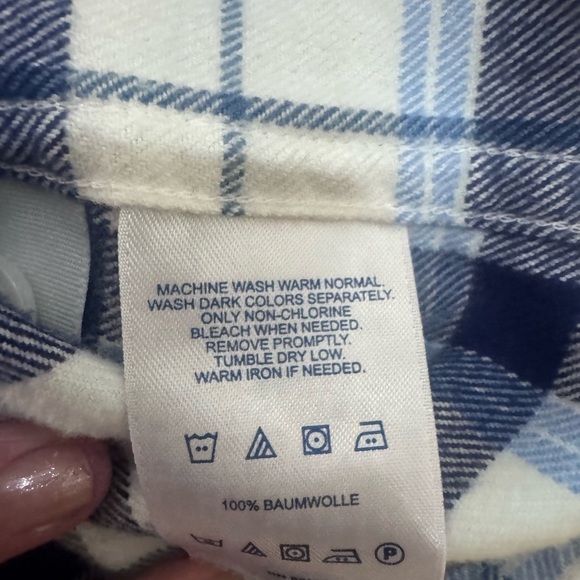 MACHINE WASH WARM NORMAL.
WASH DARK COLORS SEPARATELY.
ONLY NON-CHLORINE
BLEACH WHEN NEEDED.
REMOVE PROMPTLY.
TUMBLE DRY LOW.
WARM IRON IF NEEDED.
100% BAUMWOLLE
P